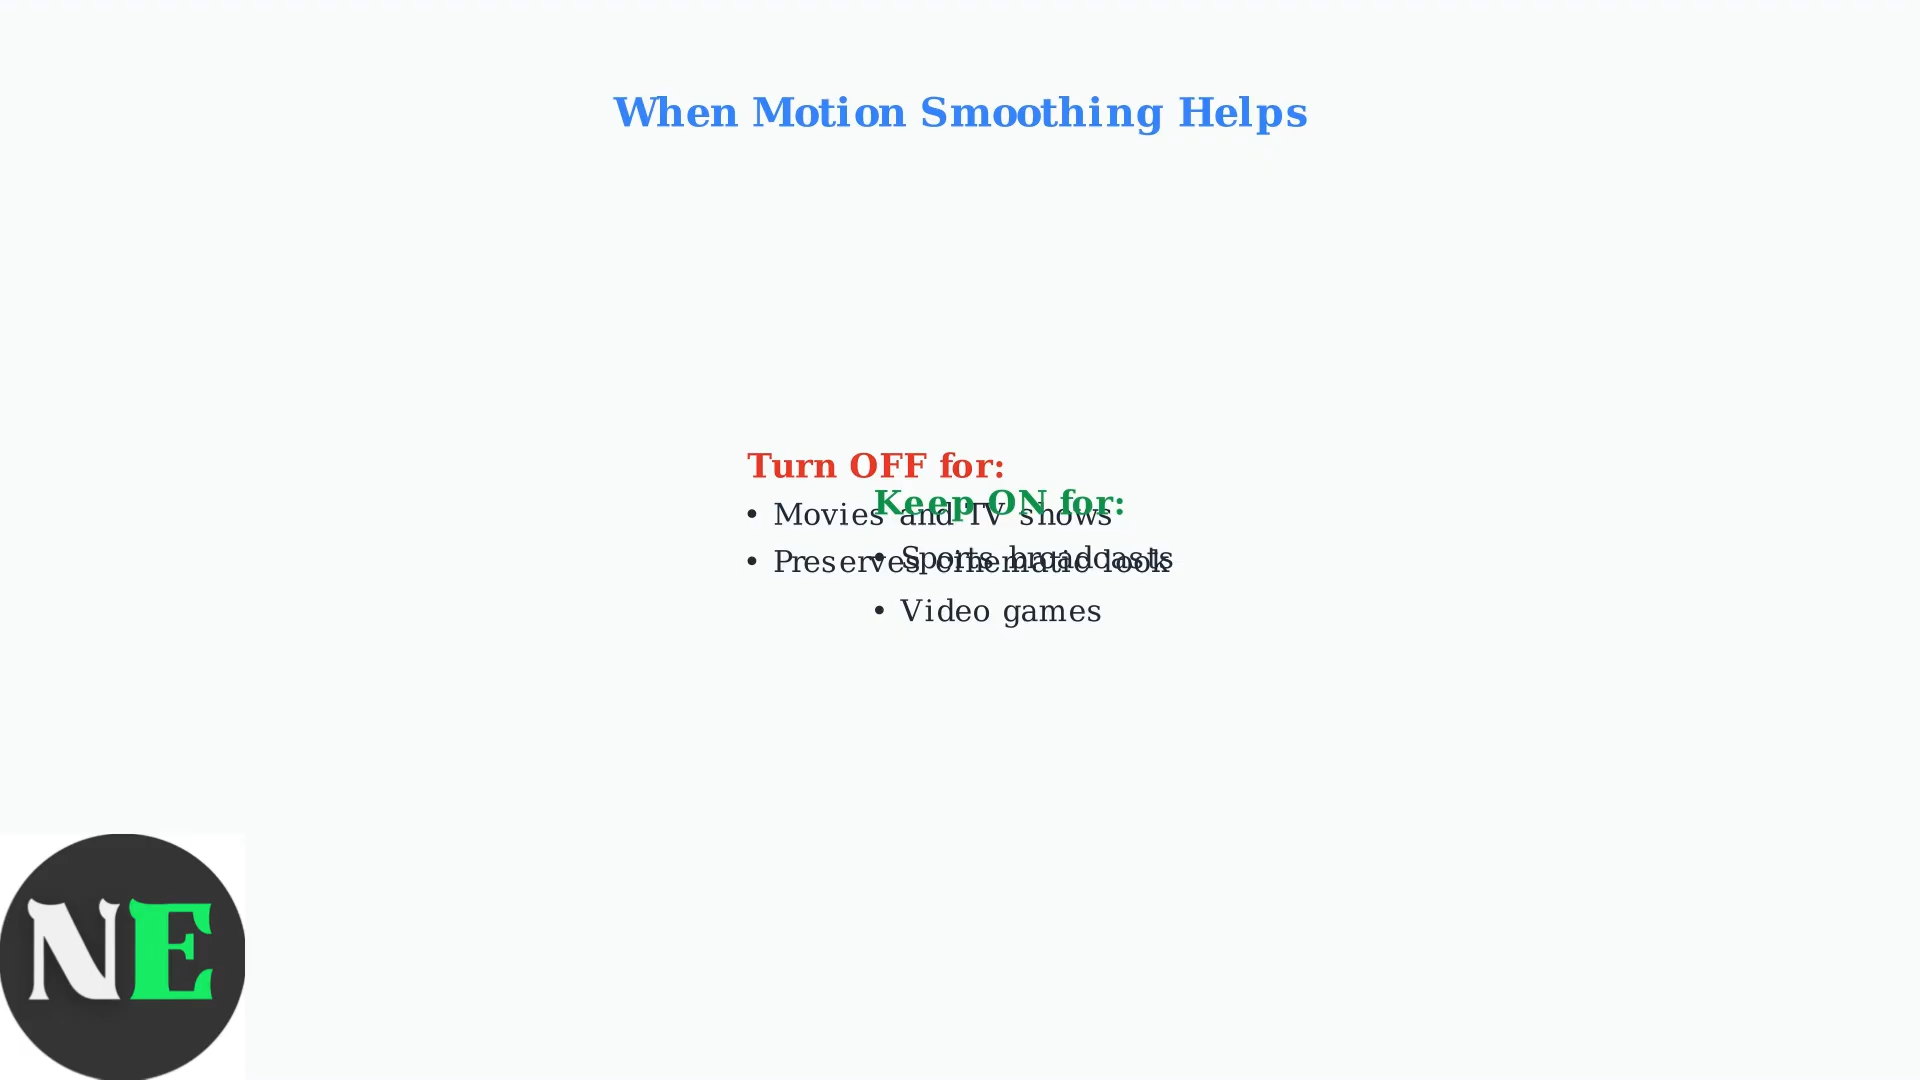 When Motion Smoothing Helps
Turn OFF for:
• Movies and TV shows
• Preserves cinematic look
Keep ON for:
• Sports broadcasts
• Video games
NE